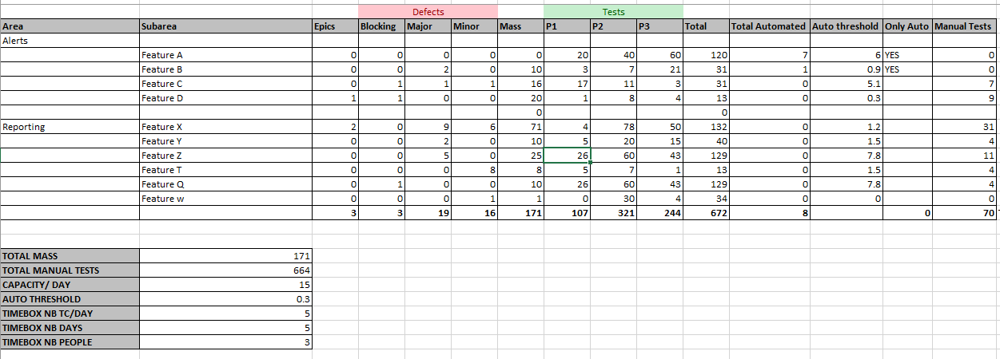 Defects Tests
Area Subarea Epics Blocking Major Minor Mass P1 P2 P3 Total Total Automated Auto threshold Only Auto Manual Tests
Alerts
Feature A 0 0 0 0 0 20 40 60 120 7 6 YES 0
Feature B 0 0 2 0 10 3 7 21 31 1 0.9 YES 0
Feature C 0 1 1 1 16 17 11 3 31 0 5.1 7
Feature D 1 1 0 0 20 1 8 4 13 0 0.3 9
0 0
Reporting Feature X 2 0 9 6 71 4 78 50 132 0 1.2 31
Feature Y 0 0 2 0 10 5 20 15 40 0 1.5 4
Feature Z 0 0 5 0 25 26 60 43 129 0 7.8 11
Feature T 0 0 0 8 8 5 7 1 13 0 1.5 4
Feature Q 0 1 0 0 10 26 60 43 129 0 7.8 4
Feature w 0 0 0 1 1 0 30 4 34 0 0 0
3 3 19 16 171 107 321 244 672 8 0 70
TOTAL MASS 171
TOTAL MANUAL TESTS 664
CAPACITY/ DAY 15
AUTO THRESHOLD 0.3
TIMEBOX NB TC/DAY 5
TIMEBOX NB DAYS 5
TIMEBOX NB PEOPLE 3